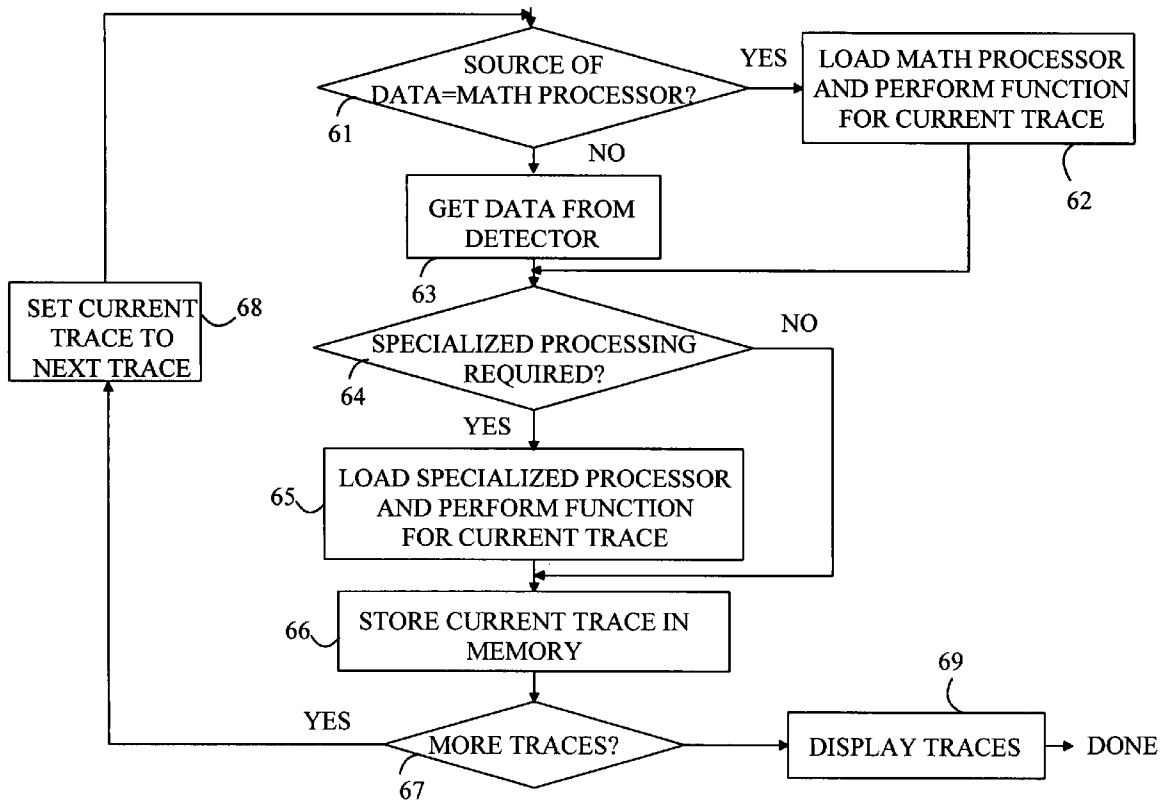 SOURCE OF
DATA=MATH PROCESSOR?
61
YES
LOAD MATH PROCESSOR
AND PERFORM FUNCTION
FOR CURRENT TRACE
62
NO
GET DATA FROM
DETECTOR
63
SET CURRENT
TRACE TO
NEXT TRACE
68
SPECIALIZED PROCESSING
REQUIRED?
64
NO
YES
LOAD SPECIALIZED PROCESSOR
AND PERFORM FUNCTION
FOR CURRENT TRACE
65
STORE CURRENT TRACE IN
MEMORY
66
YES
MORE TRACES?
67
69
DISPLAY TRACES
DONE